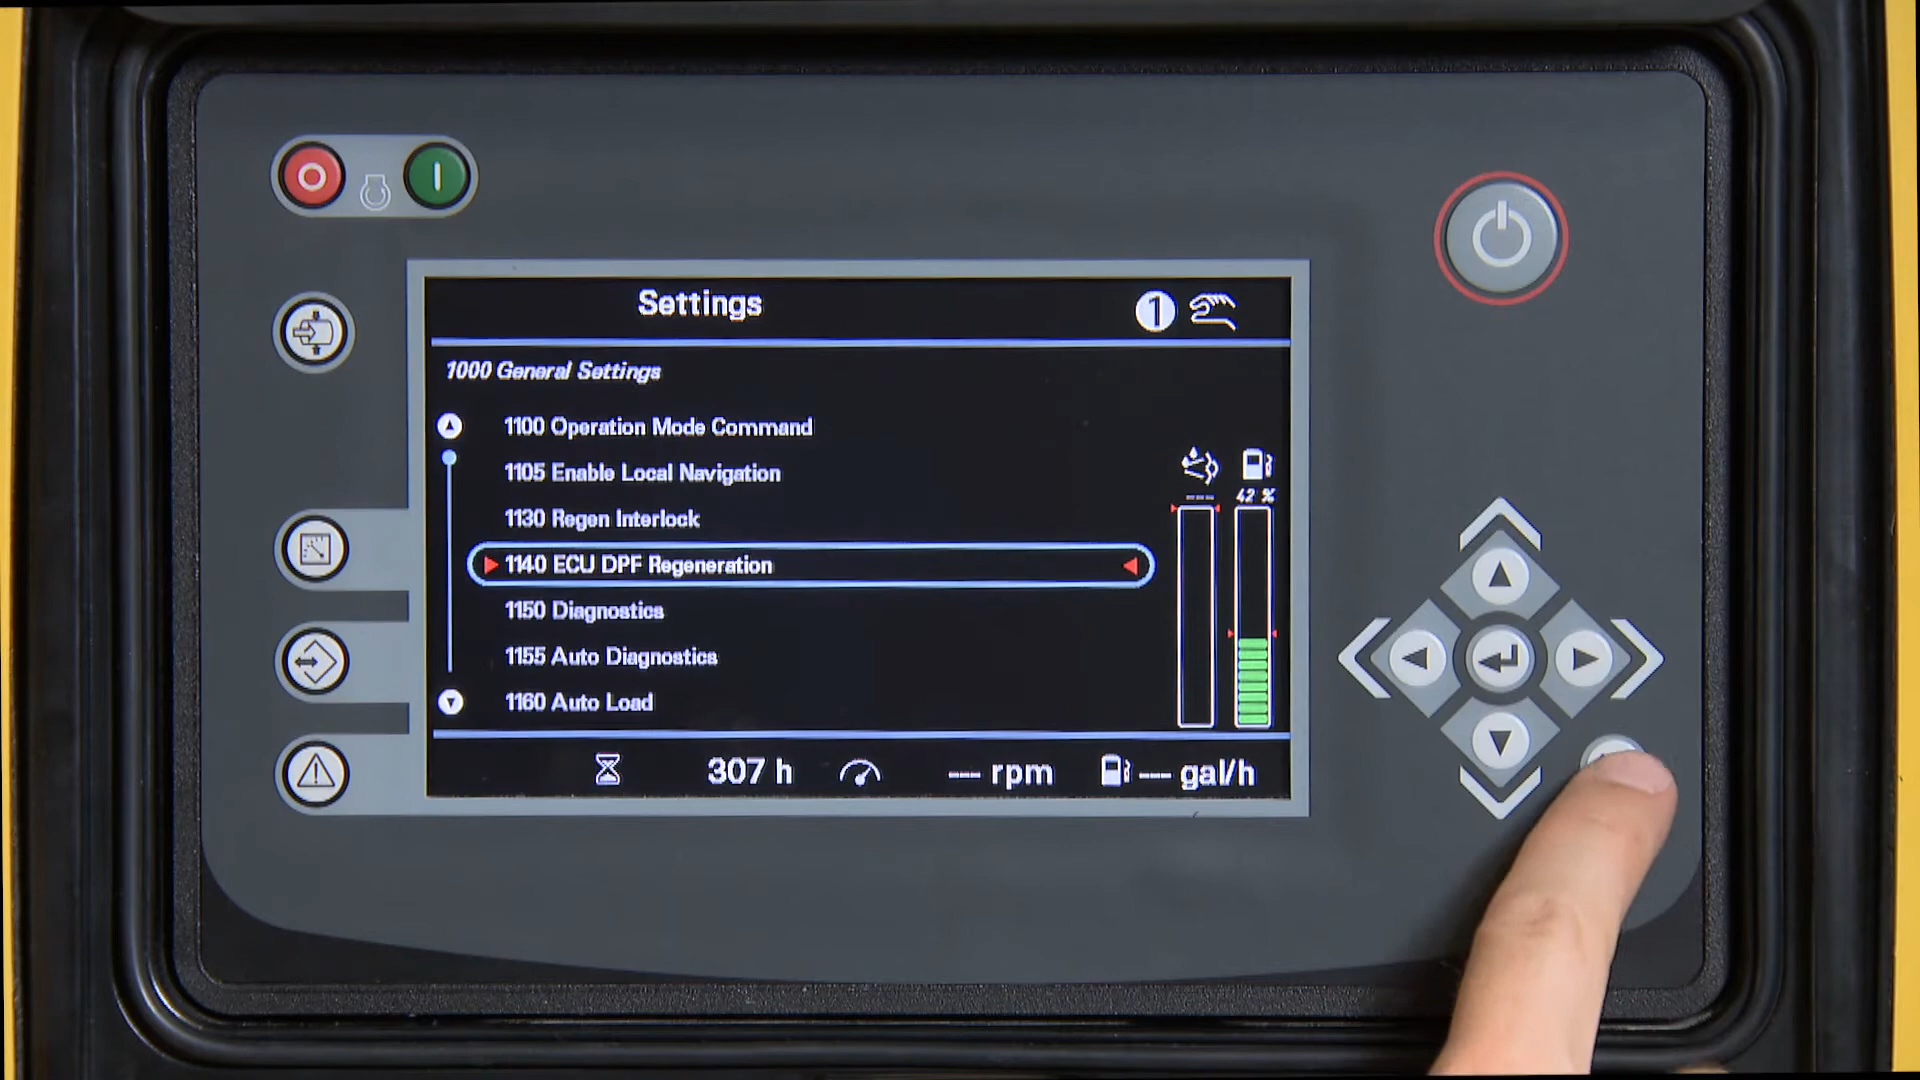 Settings
1
1000 General Settings
1100 Operation Mode Command
1105 Enable Local Navigation
1130 Regen Interlock
1140 ECU DPF Regeneration
1150 Diagnostics
1155 Auto Diagnostics
1160 Auto Load
--- 42 %
307 h --- rpm --- gal/h